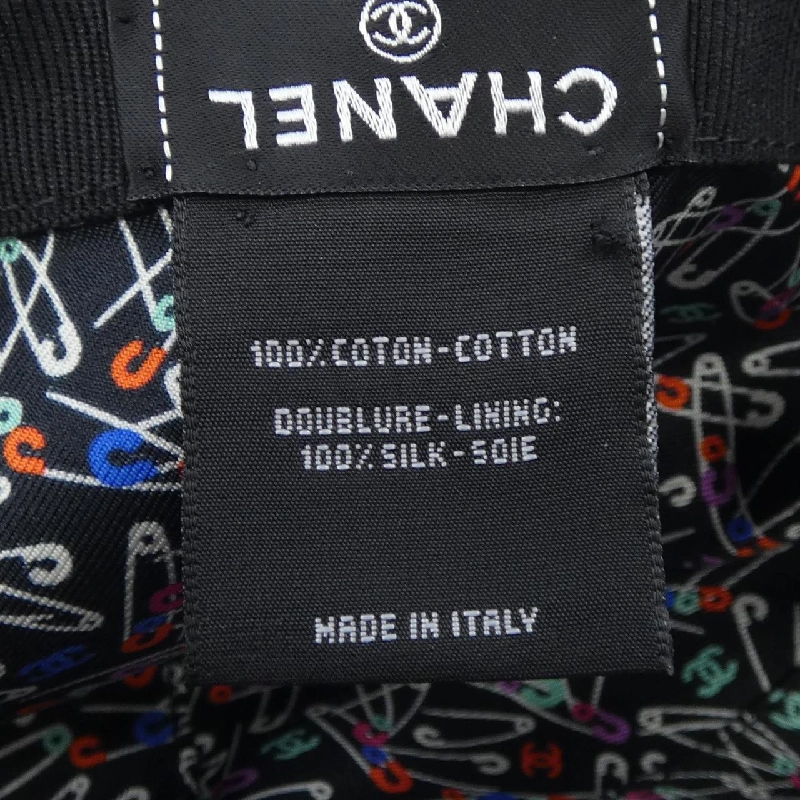 CHANEL
100% COTON-COTTON
DOUBLURE-LINING:
100% SILK-SOIE
MADE IN ITALY